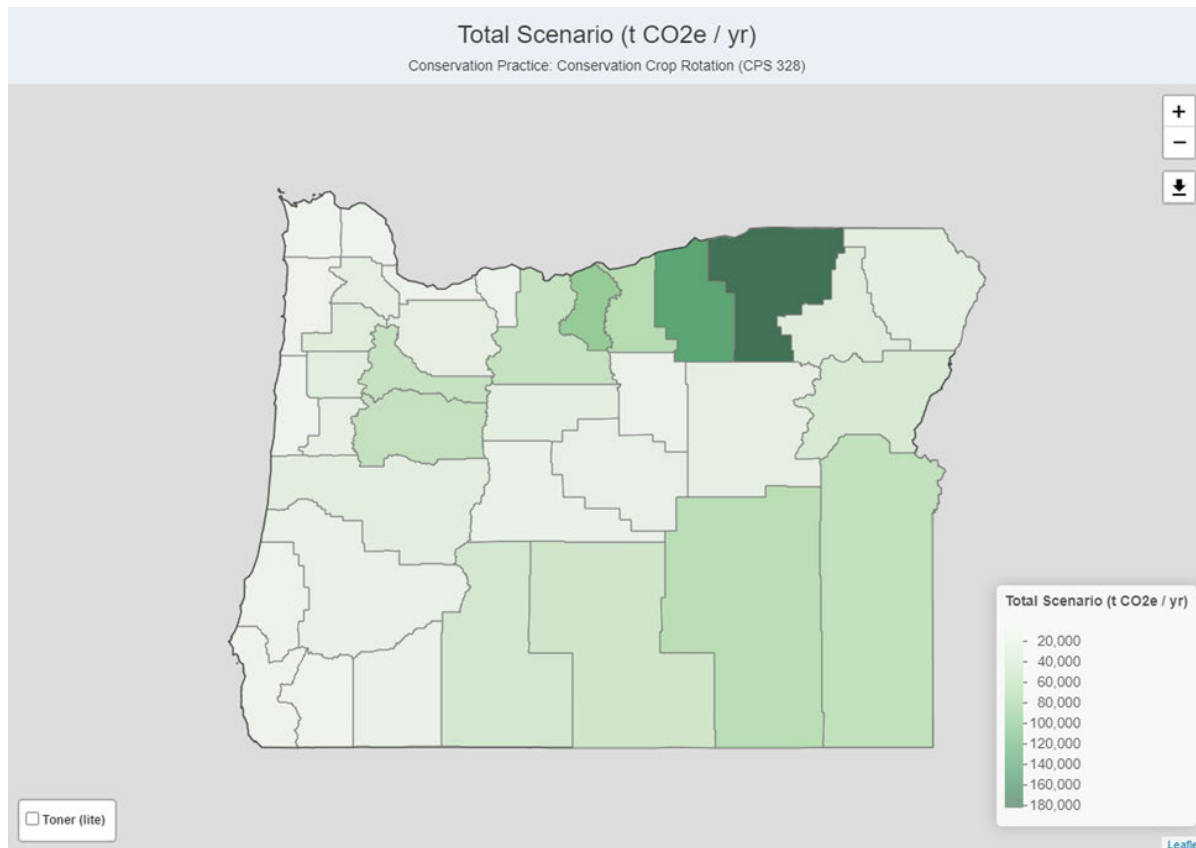 Total Scenario (t CO2e / yr)
Conservation Practice: Conservation Crop Rotation (CPS 328)
+
−
Total Scenario (t CO2e / yr)
20,000
40,000
60,000
80,000
100,000
120,000
140,000
160,000
180,000
Toner (lite)
Leafle